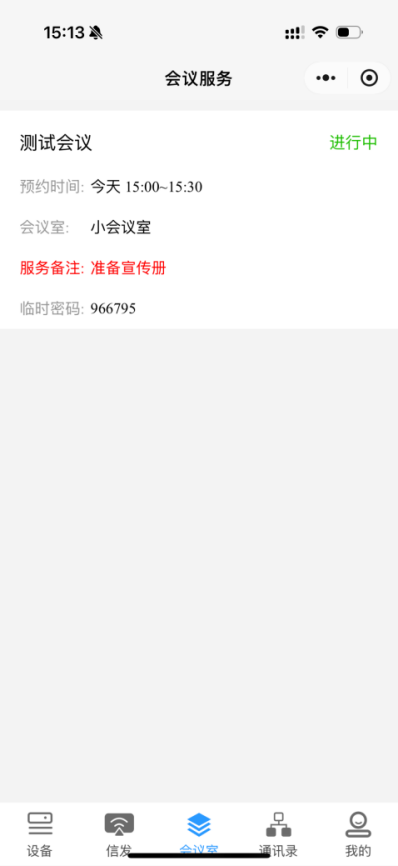 15:13
会议服务
测试会议 进行中
预约时间: 今天 15:00~15:30
会议室: 小会议室
服务备注: 准备宣传册
临时密码: 966795
设备 信发 会议室 通讯录 我的